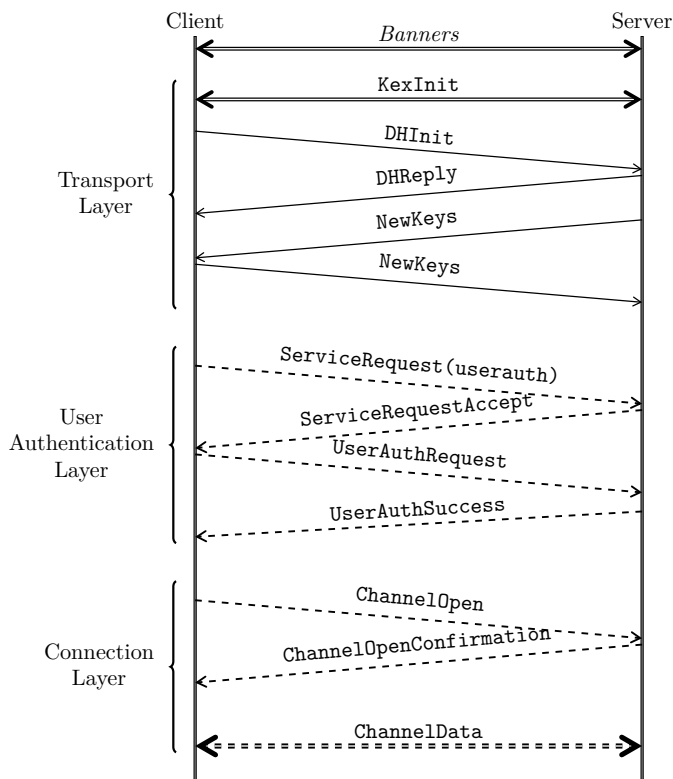 Client
Server
Banners
KexInit
DHInit
Transport
Layer
DHReply
NewKeys
NewKeys
ServiceRequest(userauth)
ServiceRequestAccept
User
Authentication
Layer
UserAuthRequest
UserAuthSuccess
ChannelOpen
ChannelOpenConfirmation
Connection
Layer
ChannelData